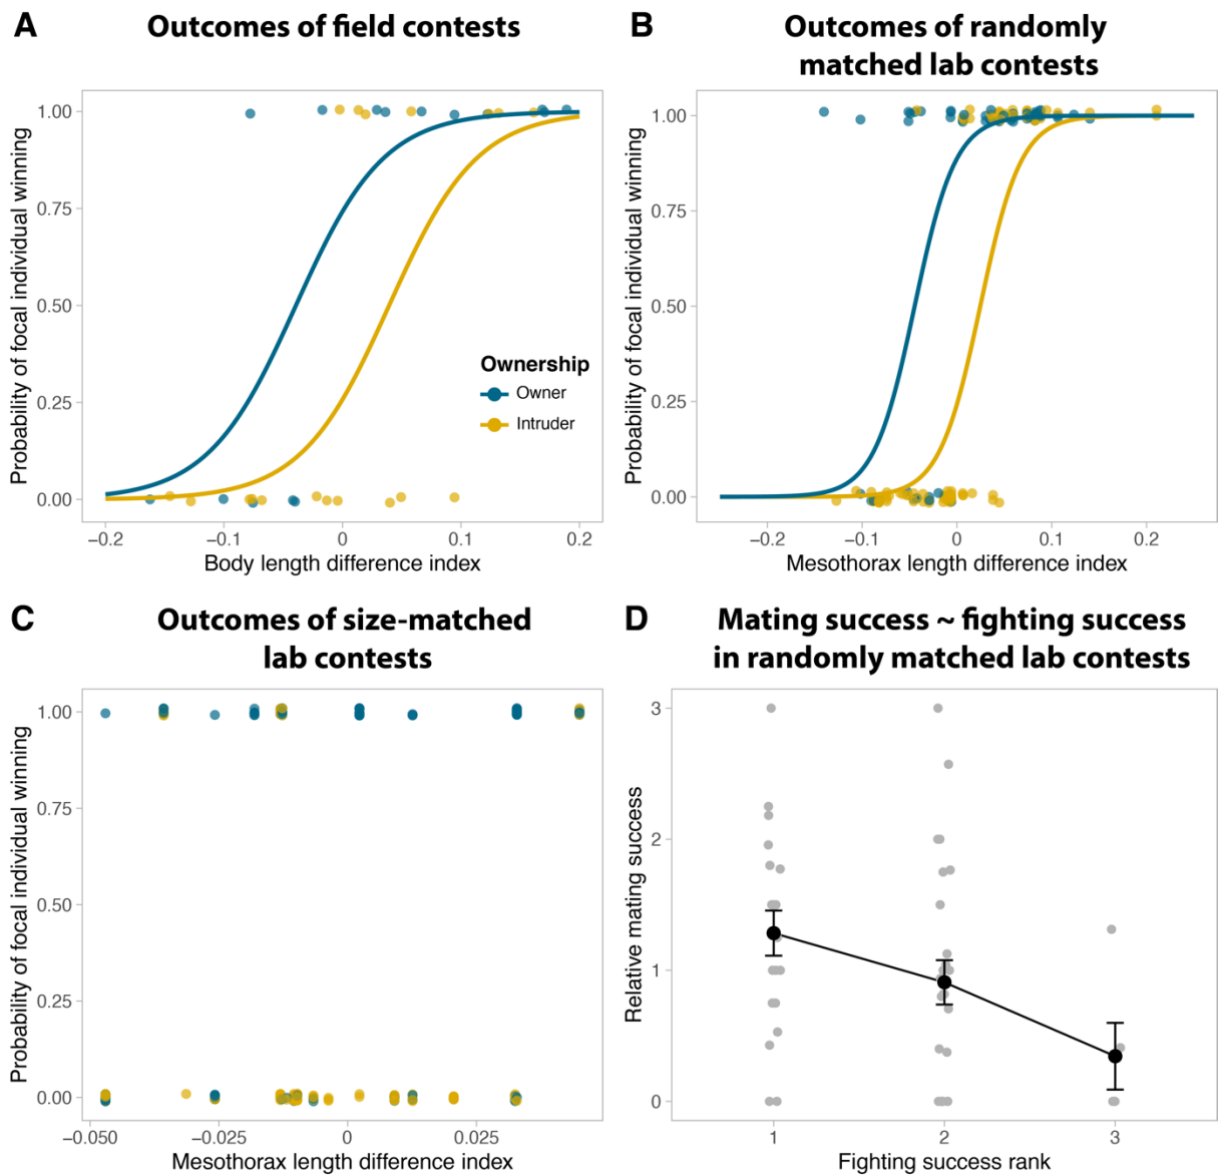 A
Outcomes of field contests
Probability of focal individual winning
1.00
0.75
0.50
0.25
0.00
Ownership
Owner
Intruder
−0.2
−0.1
0
0.1
0.2
Body length difference index
B
Outcomes of randomly
matched lab contests
Probability of focal individual winning
1.00
0.75
0.50
0.25
0.00
−0.2
−0.1
0
0.1
0.2
Mesothorax length difference index
C
Outcomes of size-matched
lab contests
Probability of focal individual winning
1.00
0.75
0.50
0.25
0.00
−0.050
−0.025
0
0.025
Mesothorax length difference index
D
Mating success ~ fighting success
in randomly matched lab contests
Relative mating success
3
2
1
0
1
2
3
Fighting success rank